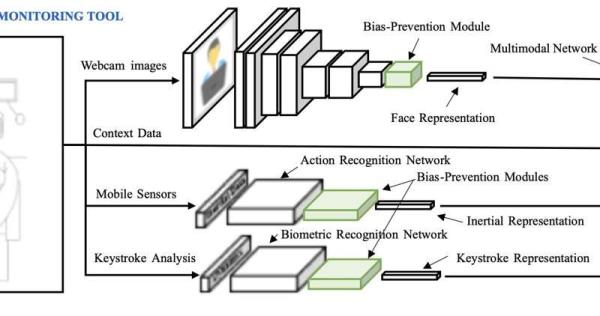 MONITORING TOOL
Bias-Prevention Module
Webcam images
Multimodal Network
Face Representation
Context Data
Action Recognition Network
Bias-Prevention Modules
Mobile Sensors
Inertial Representation
Biometric Recognition Network
Keystroke Analysis
Keystroke Representation